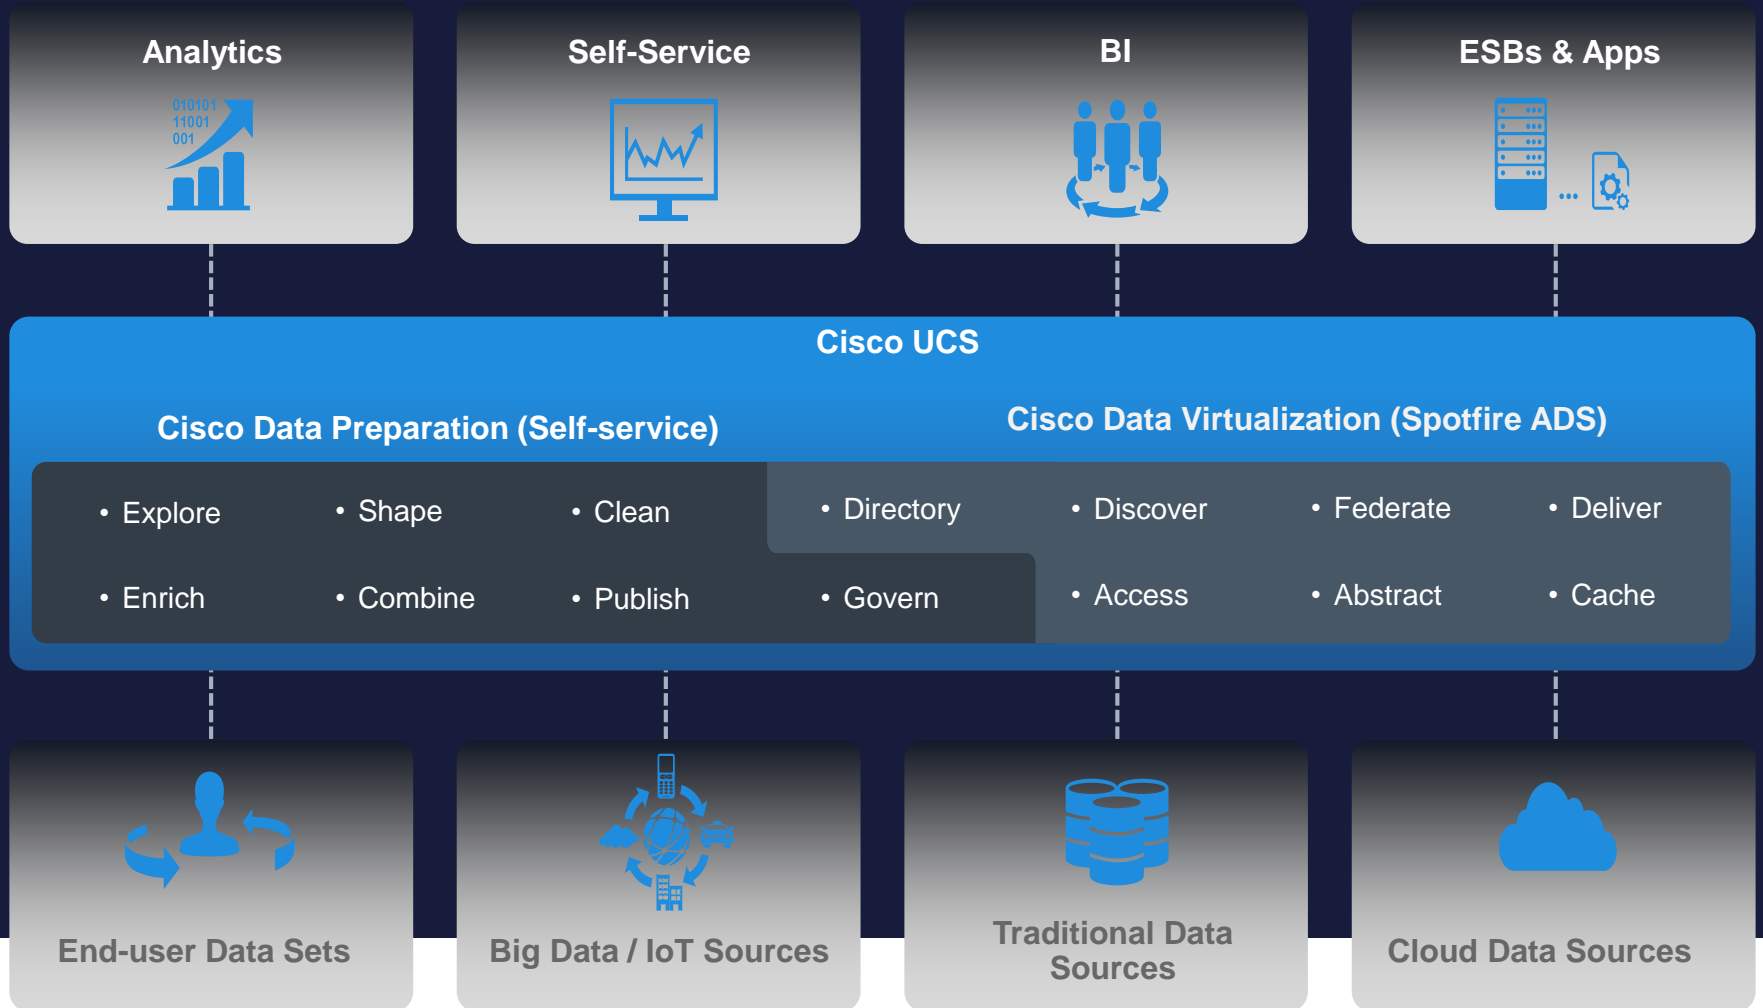 Analytics
Self-Service
BI
ESBs & Apps
010101
11001
001
Cisco UCS
Cisco Data Preparation (Self-service)
Cisco Data Virtualization (Spotfire ADS)
• Explore
• Shape
• Clean
• Directory
• Discover
• Federate
• Deliver
• Enrich
• Combine
• Publish
• Govern
• Access
• Abstract
• Cache
End-user Data Sets
Big Data / IoT Sources
Traditional Data
Sources
Cloud Data Sources